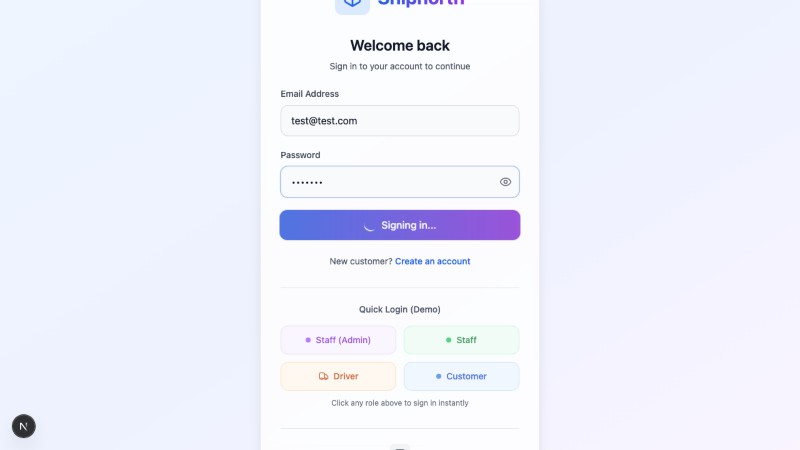 Shipnorth
Welcome back
Sign in to your account to continue
Email Address
test@test.com
Password
•••••••
Signing in...
New customer? Create an account
Quick Login (Demo)
Staff (Admin)
Staff
Driver
Customer
Click any role above to sign in instantly
N